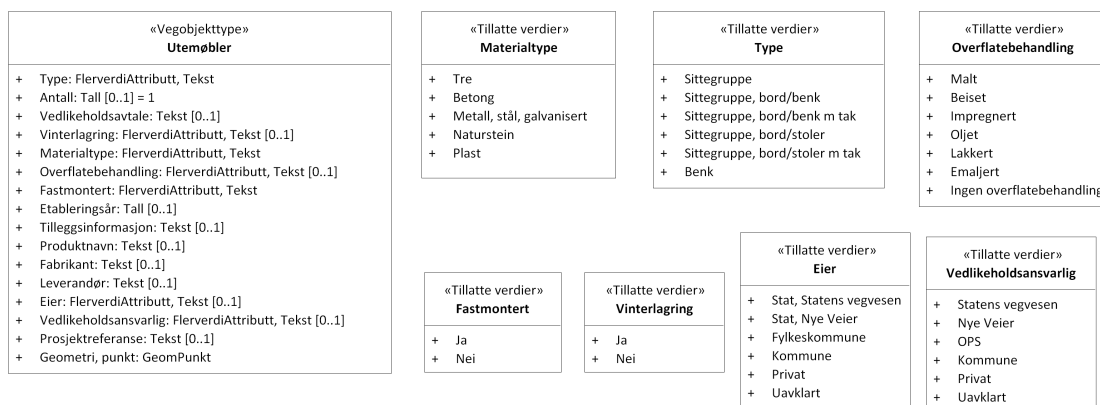 «Vegobjekttype»
Utemøbler
+ Type: FlerverdiAttributt, Tekst
+ Antall: Tall [0..1] = 1
+ Vedlikeholdsavtale: Tekst [0..1]
+ Vinterlagring: FlerverdiAttributt, Tekst [0..1]
+ Materialtype: FlerverdiAttributt, Tekst
+ Overflatebehandling: FlerverdiAttributt, Tekst [0..1]
+ Fastmontert: FlerverdiAttributt, Tekst
+ Etableringsår: Tall [0..1]
+ Tilleggsinformasjon: Tekst [0..1]
+ Produktnavn: Tekst [0..1]
+ Fabrikant: Tekst [0..1]
+ Leverandør: Tekst [0..1]
+ Eier: FlerverdiAttributt, Tekst [0..1]
+ Vedlikeholdsansvarlig: FlerverdiAttributt, Tekst [0..1]
+ Prosjektreferanse: Tekst [0..1]
+ Geometri, punkt: GeomPunkt
«Tillatte verdier»
Materialtype
+ Tre
+ Betong
+ Metall, stål, galvanisert
+ Naturstein
+ Plast
«Tillatte verdier»
Type
+ Sittegruppe
+ Sittegruppe, bord/benk
+ Sittegruppe, bord/benk m tak
+ Sittegruppe, bord/stoler
+ Sittegruppe, bord/stoler m tak
+ Benk
«Tillatte verdier»
Overflatebehandling
+ Malt
+ Beiset
+ Impregnert
+ Oljet
+ Lakkert
+ Emaljert
+ Ingen overflatebehandling
«Tillatte verdier»
Fastmontert
+ Ja
+ Nei
«Tillatte verdier»
Vinterlagring
+ Ja
+ Nei
«Tillatte verdier»
Eier
+ Stat, Statens vegvesen
+ Stat, Nye Veier
+ Fylkeskommune
+ Kommune
+ Privat
+ Uavklart
«Tillatte verdier»
Vedlikeholdsansvarlig
+ Statens vegvesen
+ Nye Veier
+ OPS
+ Kommune
+ Privat
+ Uavklart